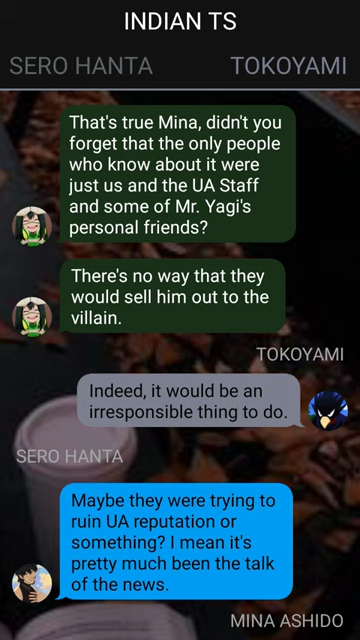 INDIAN TS
SERO HANTA TOKOYAMI
That's true Mina, didn't you
forget that the only people
who know about it were
just us and the UA Staff
and some of Mr. Yagi's
personal friends?
There's no way that they
would sell him out to the
villain.
TOKOYAMI
Indeed, it would be an
irresponsible thing to do.
SERO HANTA
Maybe they were trying to
ruin UA reputation or
something? I mean it's
pretty much been the talk
of the news.
MINA ASHIDO